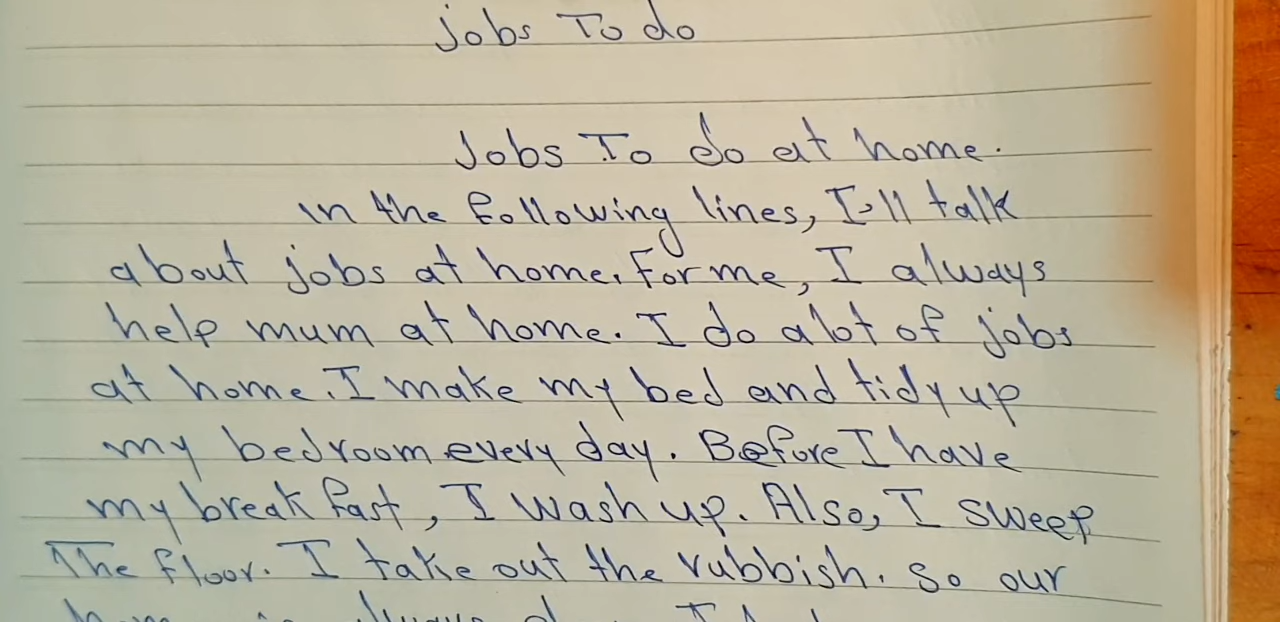 jobs To do
Jobs To do at home.
in the following lines, I'll talk
about jobs at home. For me, I always
help mum at home. I do a lot of jobs
at home. I make my bed and tidy up
my bedroom every day. Before I have
my break fast, I wash up. Also, I sweep
The floor. I take out the rubbish. So our